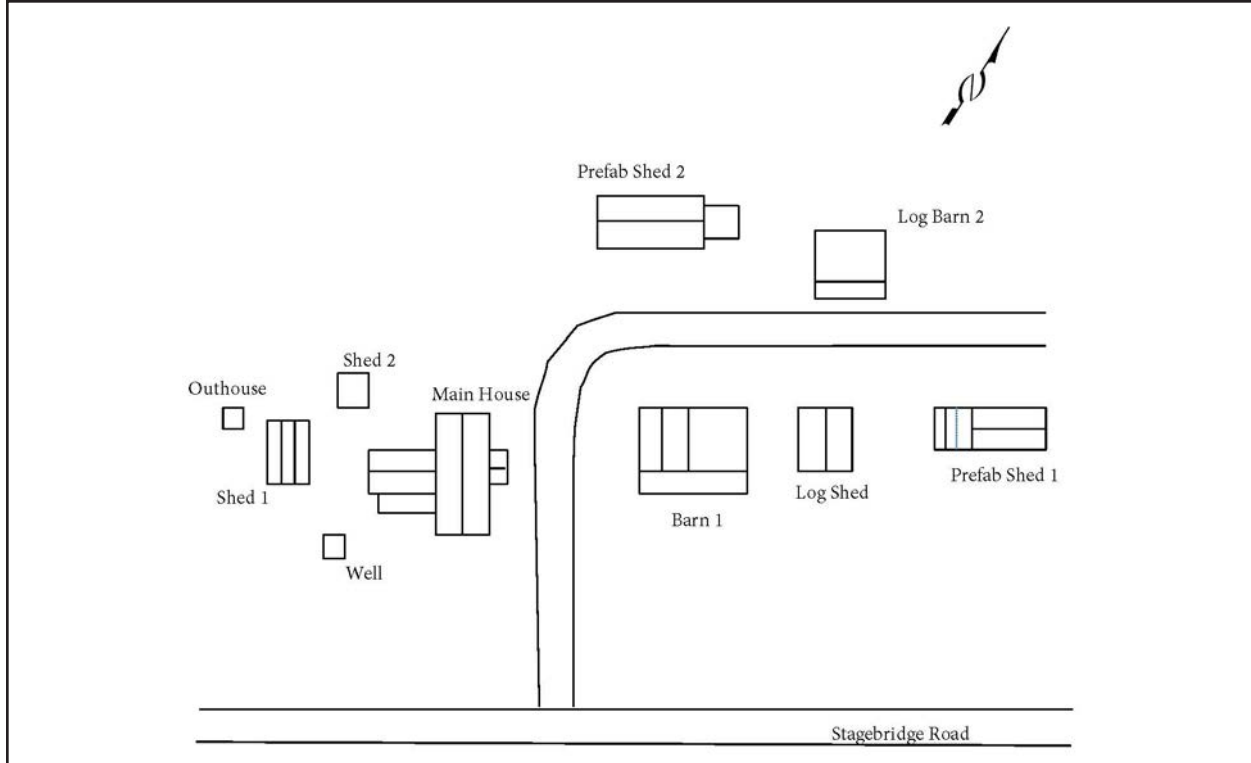 Prefab Shed 2
Log Barn 2
Shed 2
Outhouse
Main House
Shed 1
Prefab Shed 1
Log Shed
Barn 1
Well
Stagebridge Road